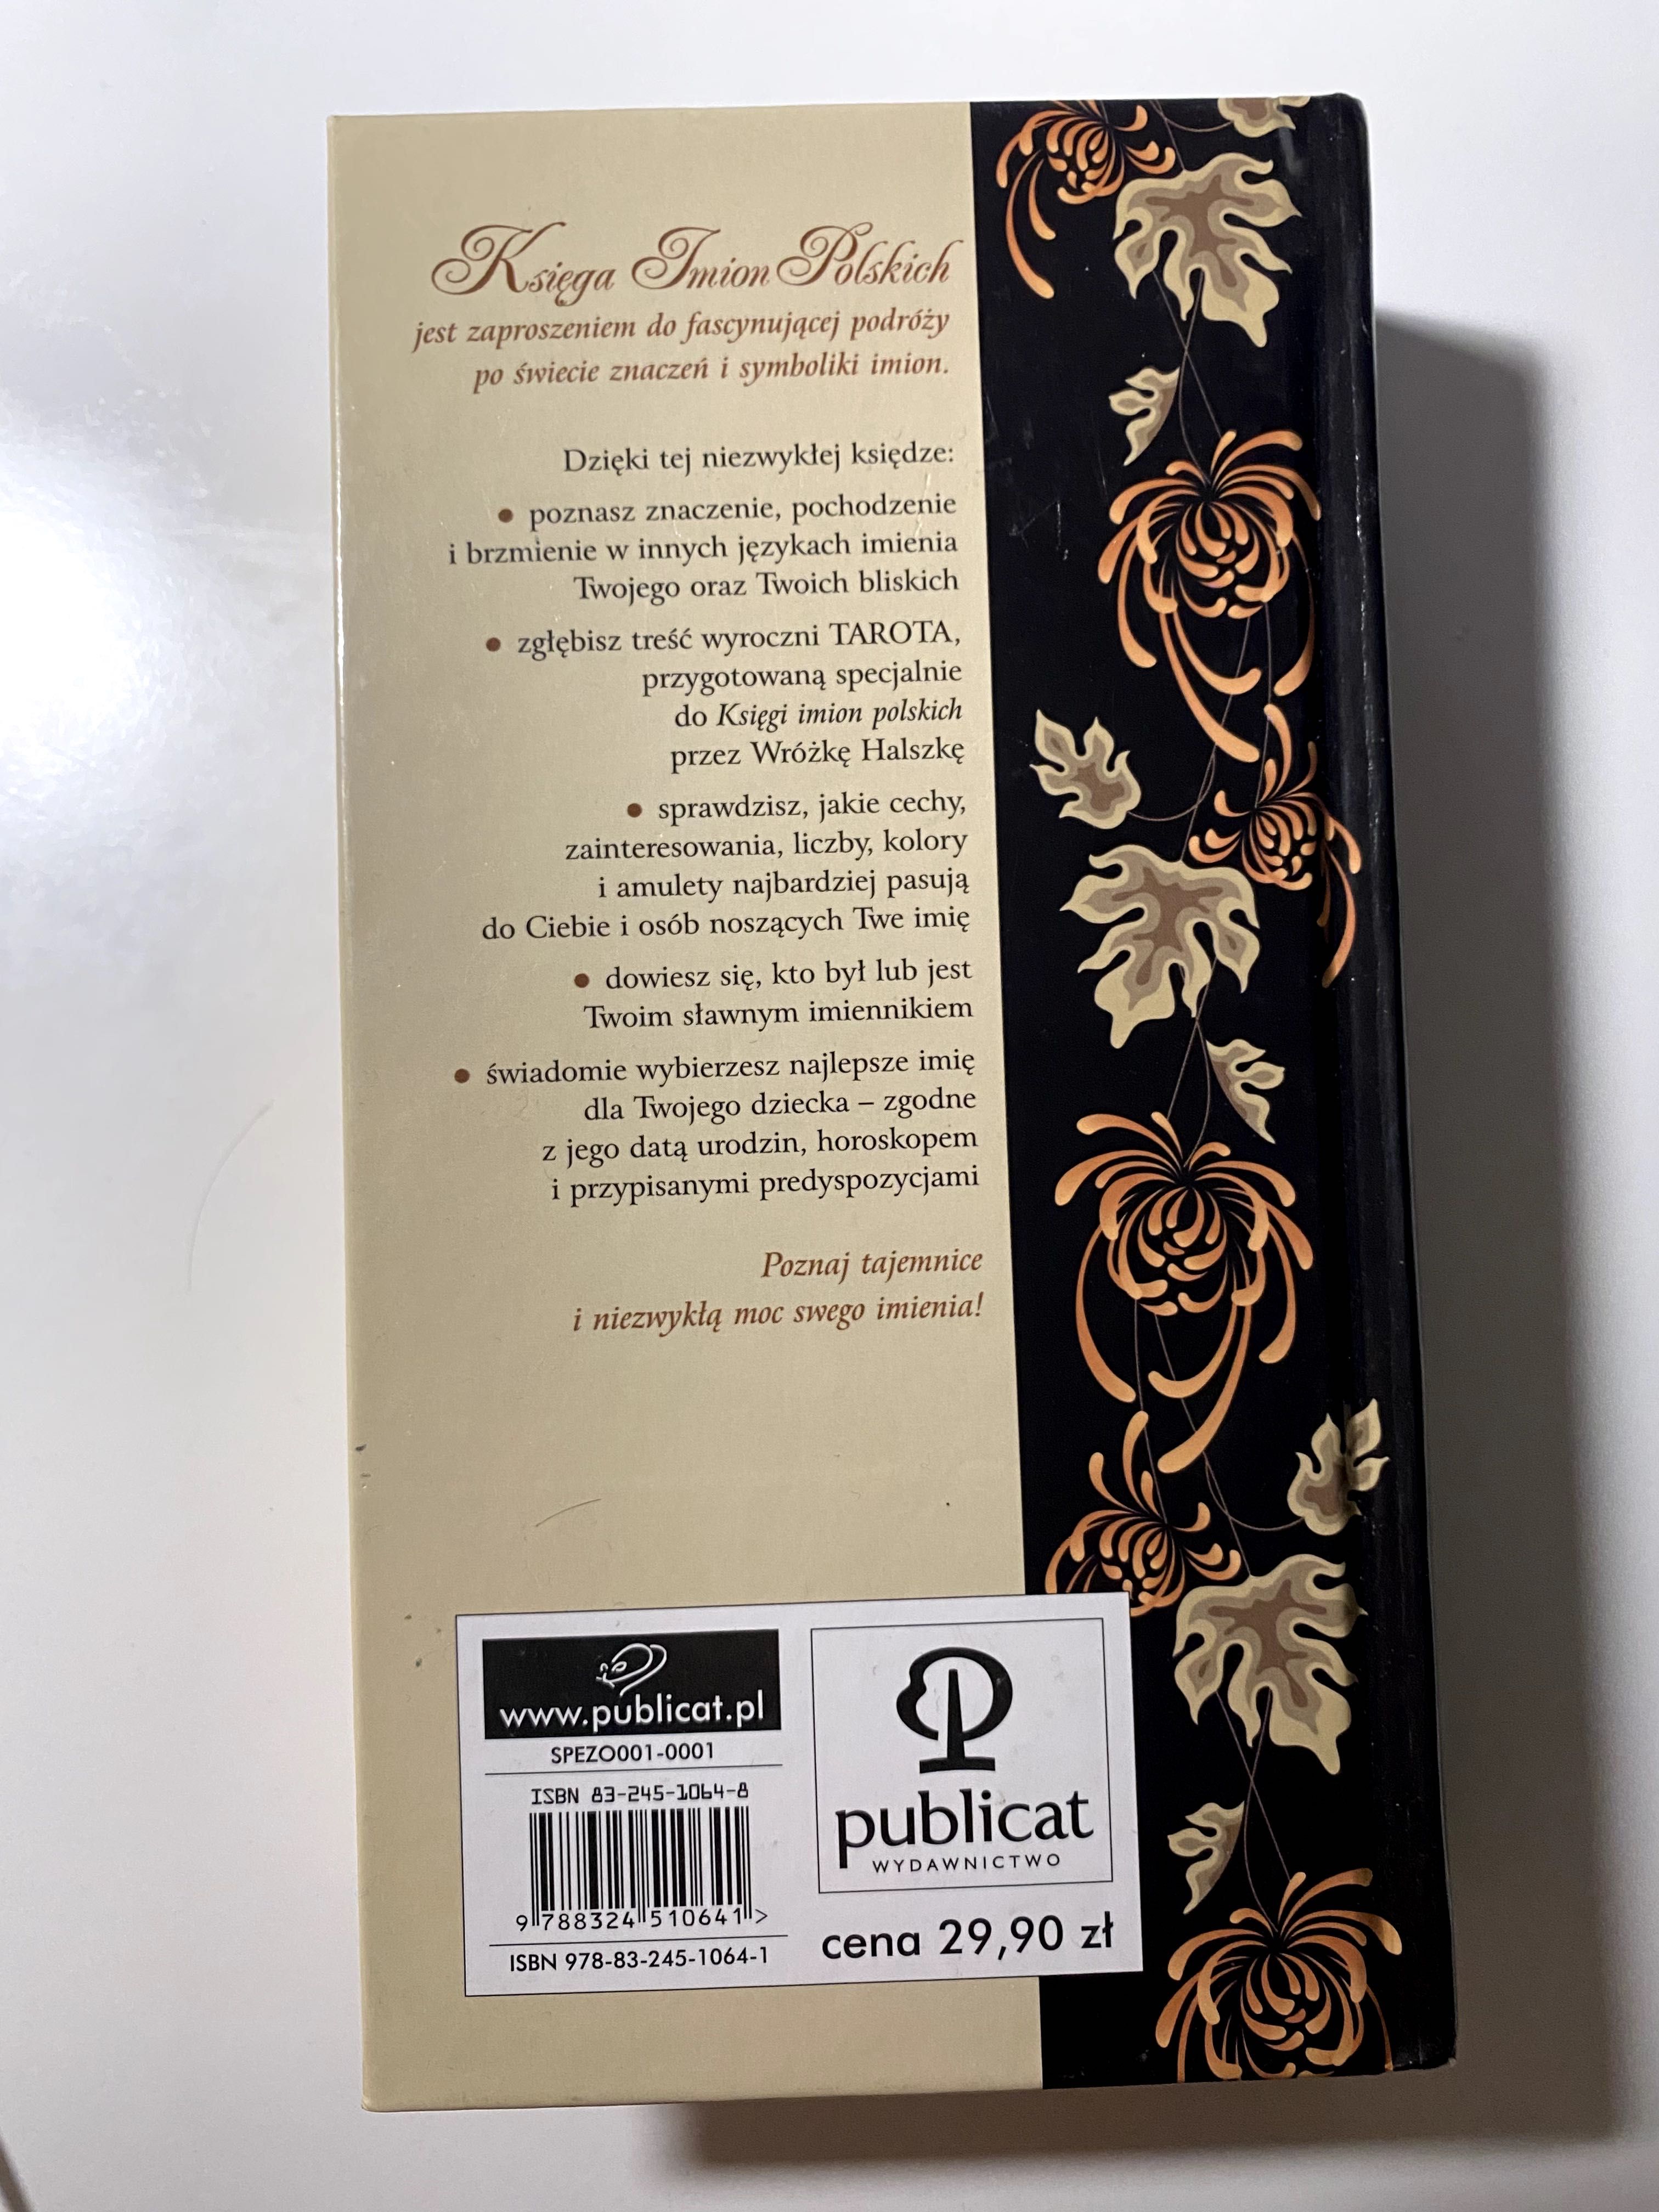 Księga Imion Polskich
jest zaproszeniem do fascynującej podróży
po świecie znaczeń i symboliki imion.
Dzięki tej niezwykłej księdze:
• poznasz znaczenie, pochodzenie
i brzmienie w innych językach imienia
Twojego oraz Twoich bliskich
• zgłębisz treść wyroczni TAROTA,
przygotowaną specjalnie
do Księgi imion polskich
przez Wróżkę Halszkę
• sprawdzisz, jakie cechy,
zainteresowania, liczby, kolory
i amulety najbardziej pasują
do Ciebie i osób noszących Twe imię
• dowiesz się, kto był lub jest
Twoim sławnym imiennikiem
• świadomie wybierzesz najlepsze imię
dla Twojego dziecka – zgodne
z jego datą urodzin, horoskopem
i przypisanymi predyspozycjami
Poznaj tajemnice
i niezwykłą moc swego imienia!
www.publicat.pl
SPEZO001-0001
ISBN 83-245-1064-8
9 788324 510641 >
ISBN 978-83-245-1064-1
publicat
WYDAWNICTWO
cena 29,90 zł